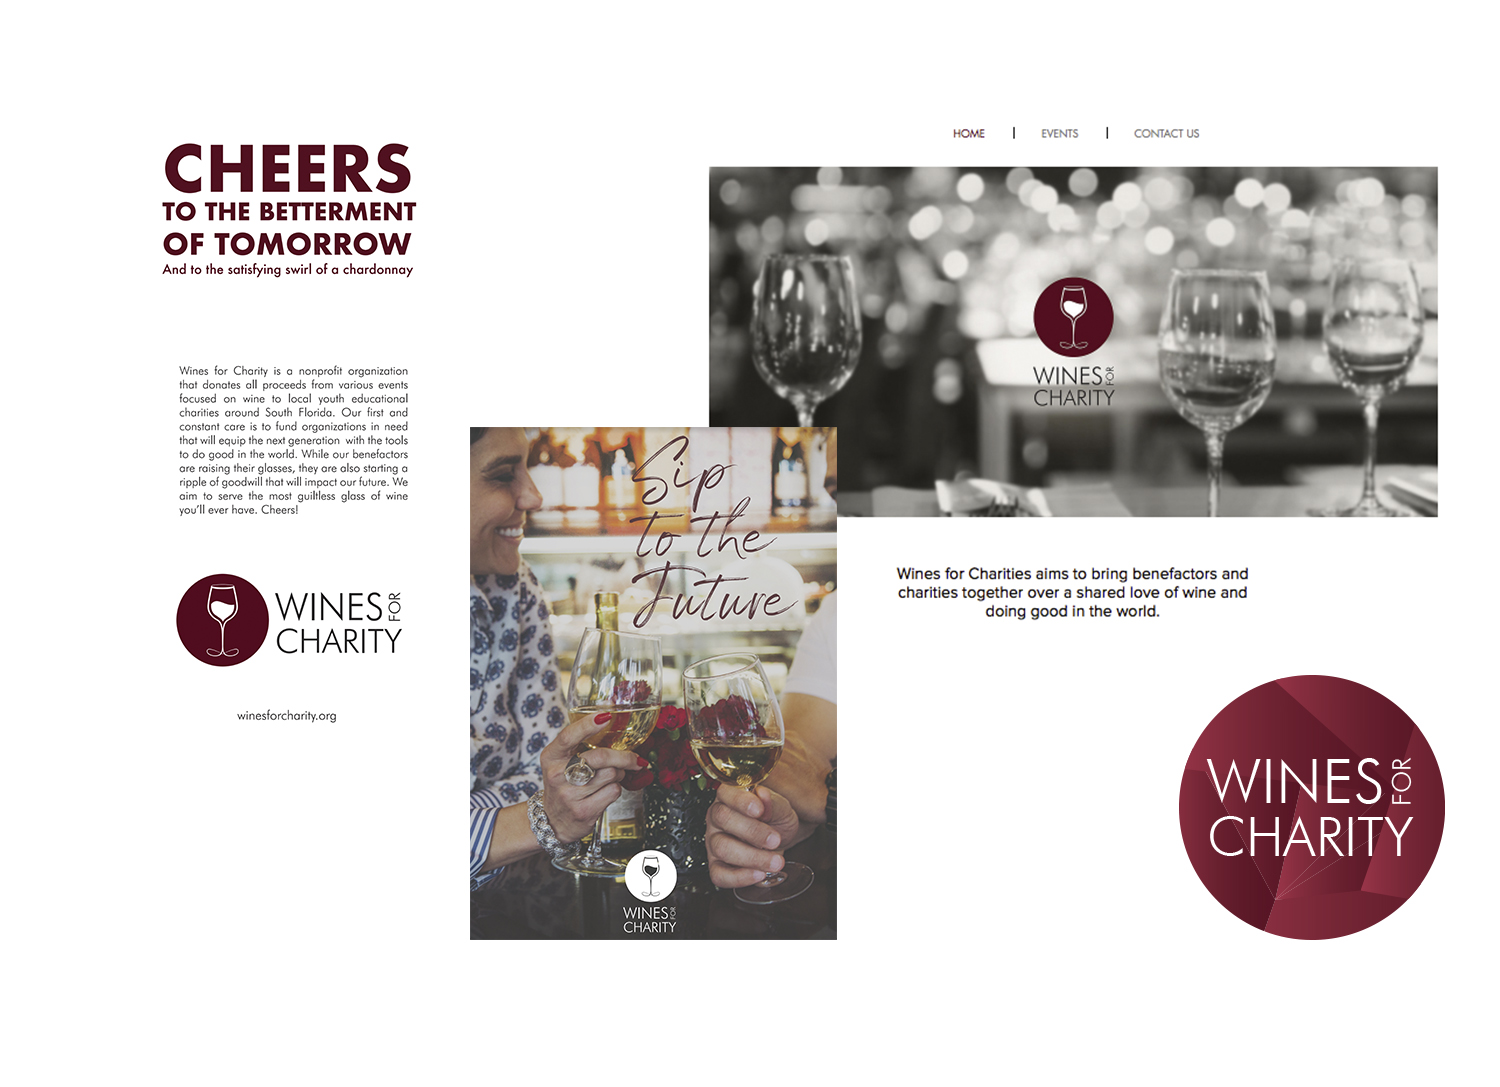 CHEERS
TO THE BETTERMENT
OF TOMORROW
And to the satisfying swirl of a chardonnay
Wines for Charity is a nonprofit organization
that donates all proceeds from various events
focused on wine to local youth educational
charities around South Florida. Our first and
constant care is to fund organizations in need
that will equip the next generation with the tools
to do good in the world. While our benefactors
are raising their glasses, they are also starting a
ripple of goodwill that will impact our future. We
aim to serve the most guiltless glass of wine
you'll ever have. Cheers!
WINES FOR
CHARITY
winesforcharity.org
Sip
to the
Future
WINES FOR
CHARITY
HOME | EVENTS | CONTACT US
WINES FOR
CHARITY
Wines for Charities aims to bring benefactors and
charities together over a shared love of wine and
doing good in the world.
WINES FOR
CHARITY